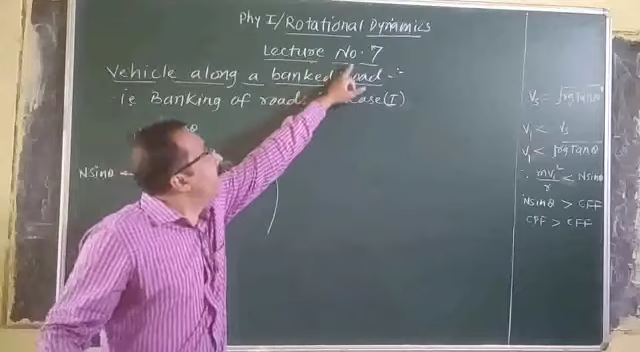 Phy I/Rotational Dynamics
Lecture No. 7
Vehicle along a banked road :-
i.e Banking of road. Case(I)
θ
Nsinθ
Vs = √rg Tanθ
V1 < Vs
V1 < √rg Tanθ
∴ mv1²/r < Nsinθ
Nsinθ > CFF
CPF > CFF